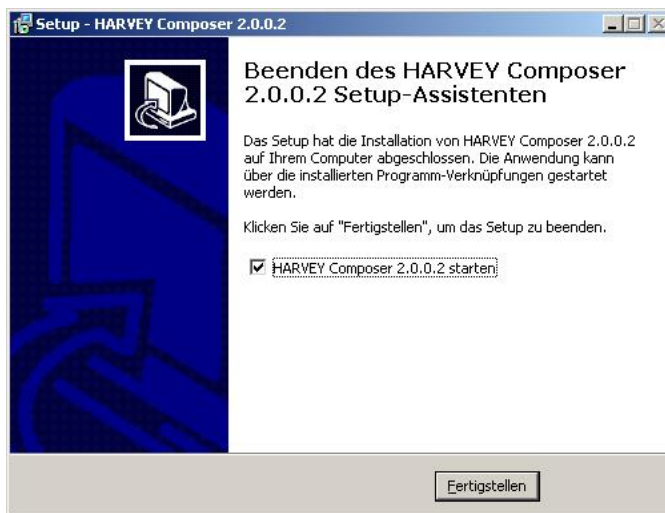 Setup - HARVEY Composer 2.0.0.2
Beenden des HARVEY Composer
2.0.0.2 Setup-Assistenten
Das Setup hat die Installation von HARVEY Composer 2.0.0.2
auf Ihrem Computer abgeschlossen. Die Anwendung kann
über die installierten Programm-Verknüpfungen gestartet
werden.
Klicken Sie auf "Fertigstellen", um das Setup zu beenden.
HARVEY Composer 2.0.0.2 starten
Fertigstellen